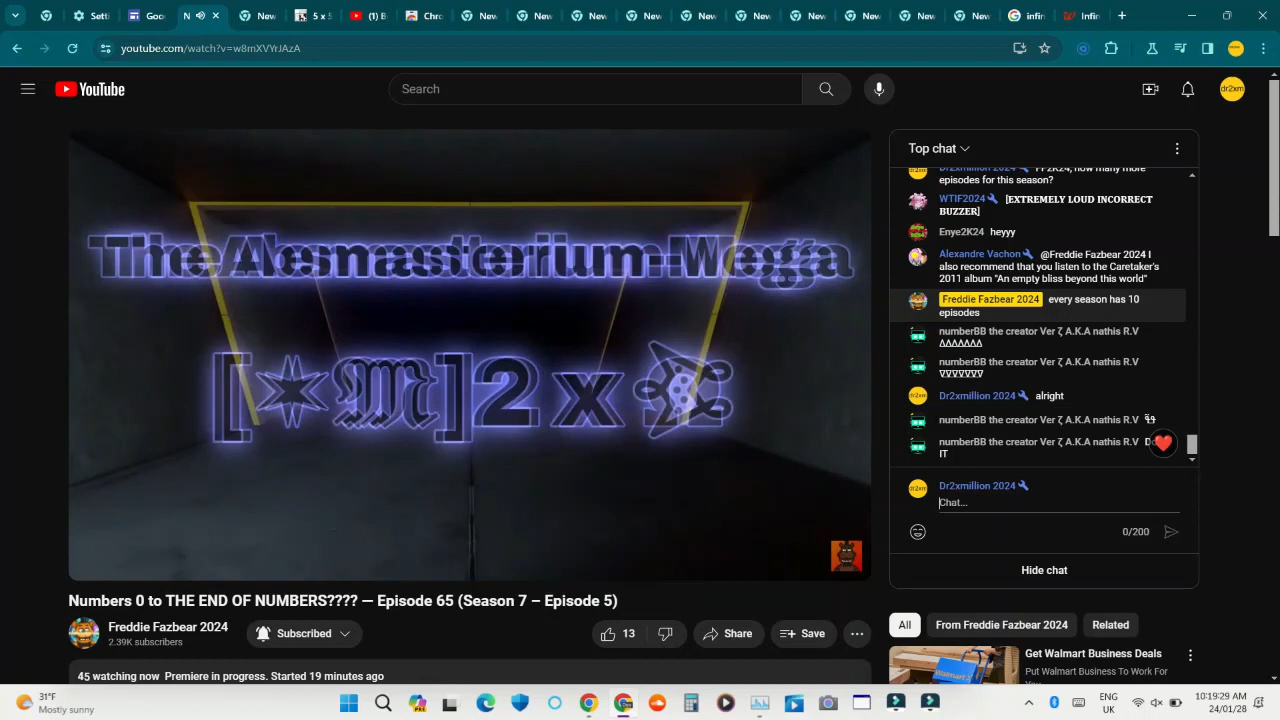 Setti
Goo
N
New
5 x 5
(1) B
Chro
New
New
New
New
New
New
New
New
New
New
infin
Infin
youtube.com/watch?v=w8mXVYrJAzA
YouTube
Search
dr2xm
The Alesmasterium-Wegga
2 x
Top chat
episodes for this season?
WTIF2024 [𝐄𝐗𝐓𝐑𝐄𝐌𝐄𝐋𝐘 𝐋𝐎𝐔𝐃 𝐈𝐍𝐂𝐎𝐑𝐑𝐄𝐂𝐓
𝐁𝐔𝐙𝐙𝐄𝐑]
Enye2K24 heyyy
Alexandre Vachon @Freddie Fazbear 2024 I
also recommend that you listen to the Caretaker's
2011 album "An empty bliss beyond this world"
Freddie Fazbear 2024 every season has 10
episodes
numberBB the creator Ver ζ A.K.A nathis R.V
ΔΔΔΔΔΔΔ
numberBB the creator Ver ζ A.K.A nathis R.V
∇∇∇∇∇∇∇
Dr2xmillion 2024 alright
numberBB the creator Ver ζ A.K.A nathis R.V
numberBB the creator Ver ζ A.K.A nathis R.V
IT
Dr2xmillion 2024
Chat...
0/200
Hide chat
Numbers 0 to THE END OF NUMBERS???? — Episode 65 (Season 7 – Episode 5)
Freddie Fazbear 2024
2.39K subscribers
Subscribed
13
Share
Save
45 watching now Premiere in progress. Started 19 minutes ago
All
From Freddie Fazbear 2024
Related
Get Walmart Business Deals
Put Walmart Business To Work For
31°F
Mostly sunny
ENG
UK
10:19:29 AM
24/01/28